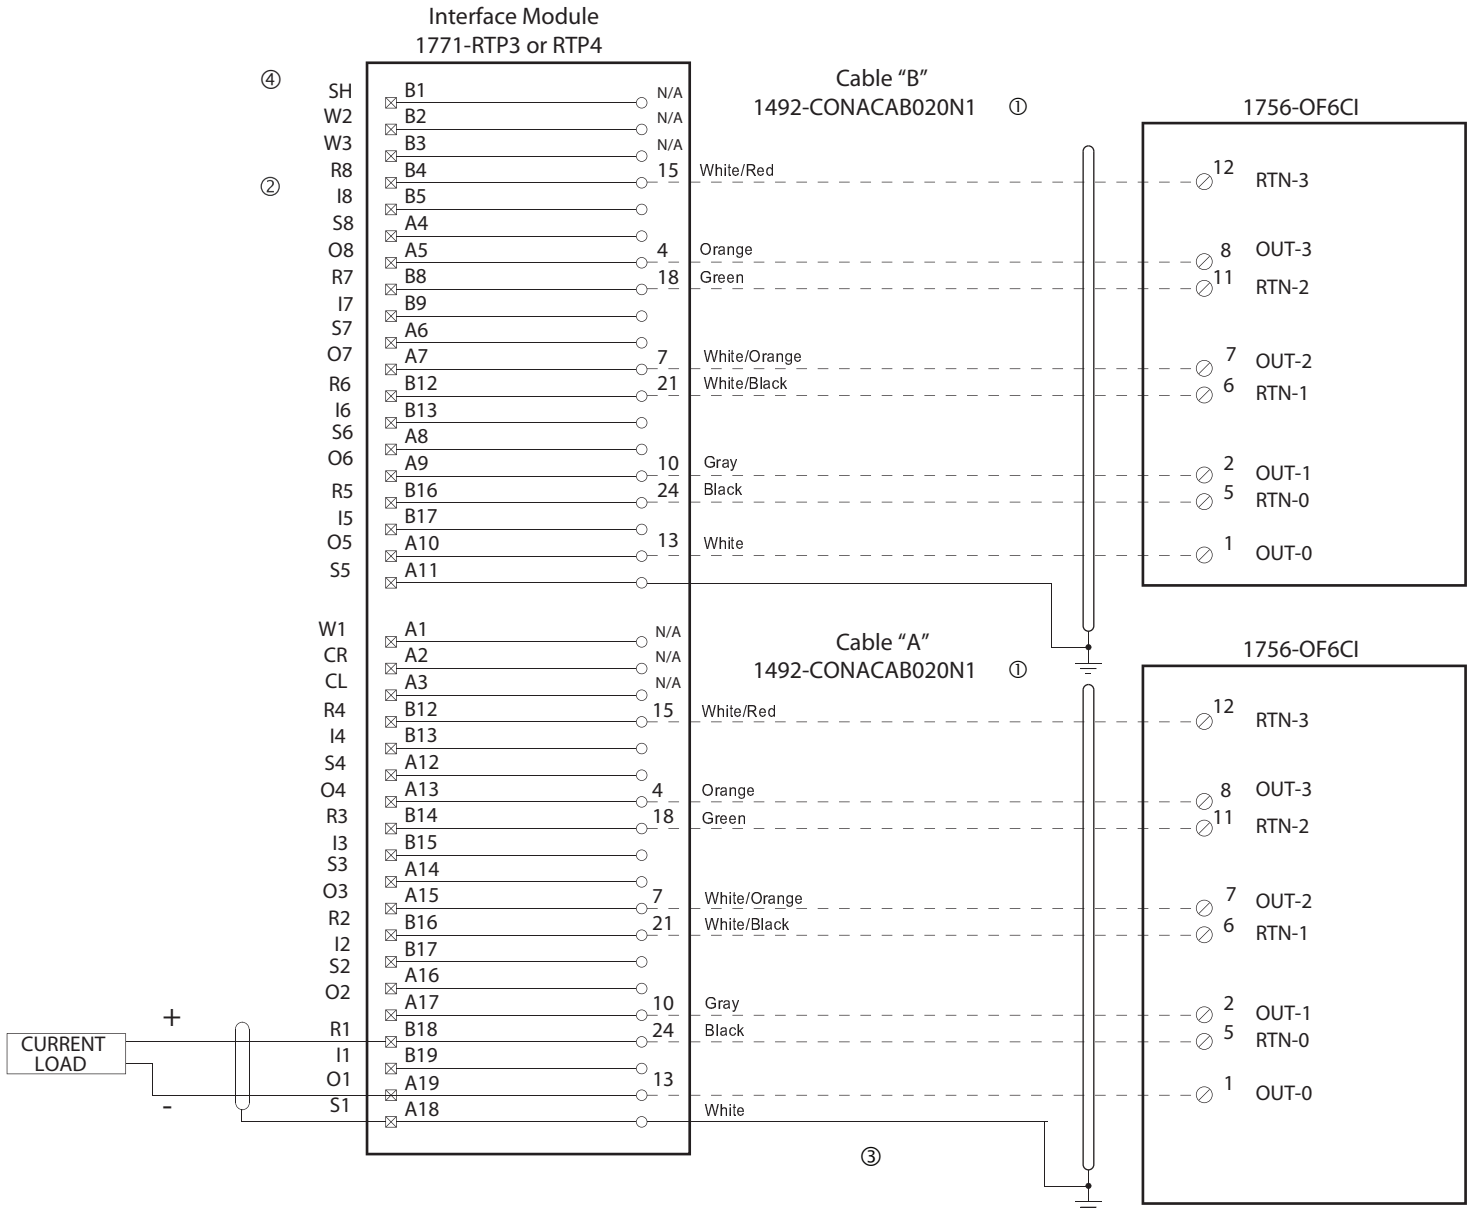 Interface Module
1771-RTP3 or RTP4
④
Cable “B”
1492-CONACAB020N1 ①
1756-OF6CI
SH B1 N/A
W2 B2 N/A
W3 B3 N/A
R8 B4 15 White/Red 12 RTN-3
②
I8 B5
S8 A4
O8 A5 4 Orange 8 OUT-3
R7 B8 18 Green 11 RTN-2
I7 B9
S7 A6
O7 A7 7 White/Orange 7 OUT-2
R6 B12 21 White/Black 6 RTN-1
I6 B13
S6 A8
O6 A9 10 Gray 2 OUT-1
R5 B16 24 Black 5 RTN-0
I5 B17
O5 A10 13 White 1 OUT-0
S5 A11
Cable “A”
1492-CONACAB020N1 ①
1756-OF6CI
W1 A1 N/A
CR A2 N/A
CL A3 N/A
R4 B12 15 White/Red 12 RTN-3
I4 B13
S4 A12
O4 A13 4 Orange 8 OUT-3
R3 B14 18 Green 11 RTN-2
I3 B15
S3 A14
O3 A15 7 White/Orange 7 OUT-2
R2 B16 21 White/Black 6 RTN-1
I2 B17
S2 A16
O2 A17 10 Gray 2 OUT-1
+
CURRENT
LOAD
R1 B18 24 Black 5 RTN-0
I1 B19
O1 A19 13 1 OUT-0
-
S1 A18 White
③